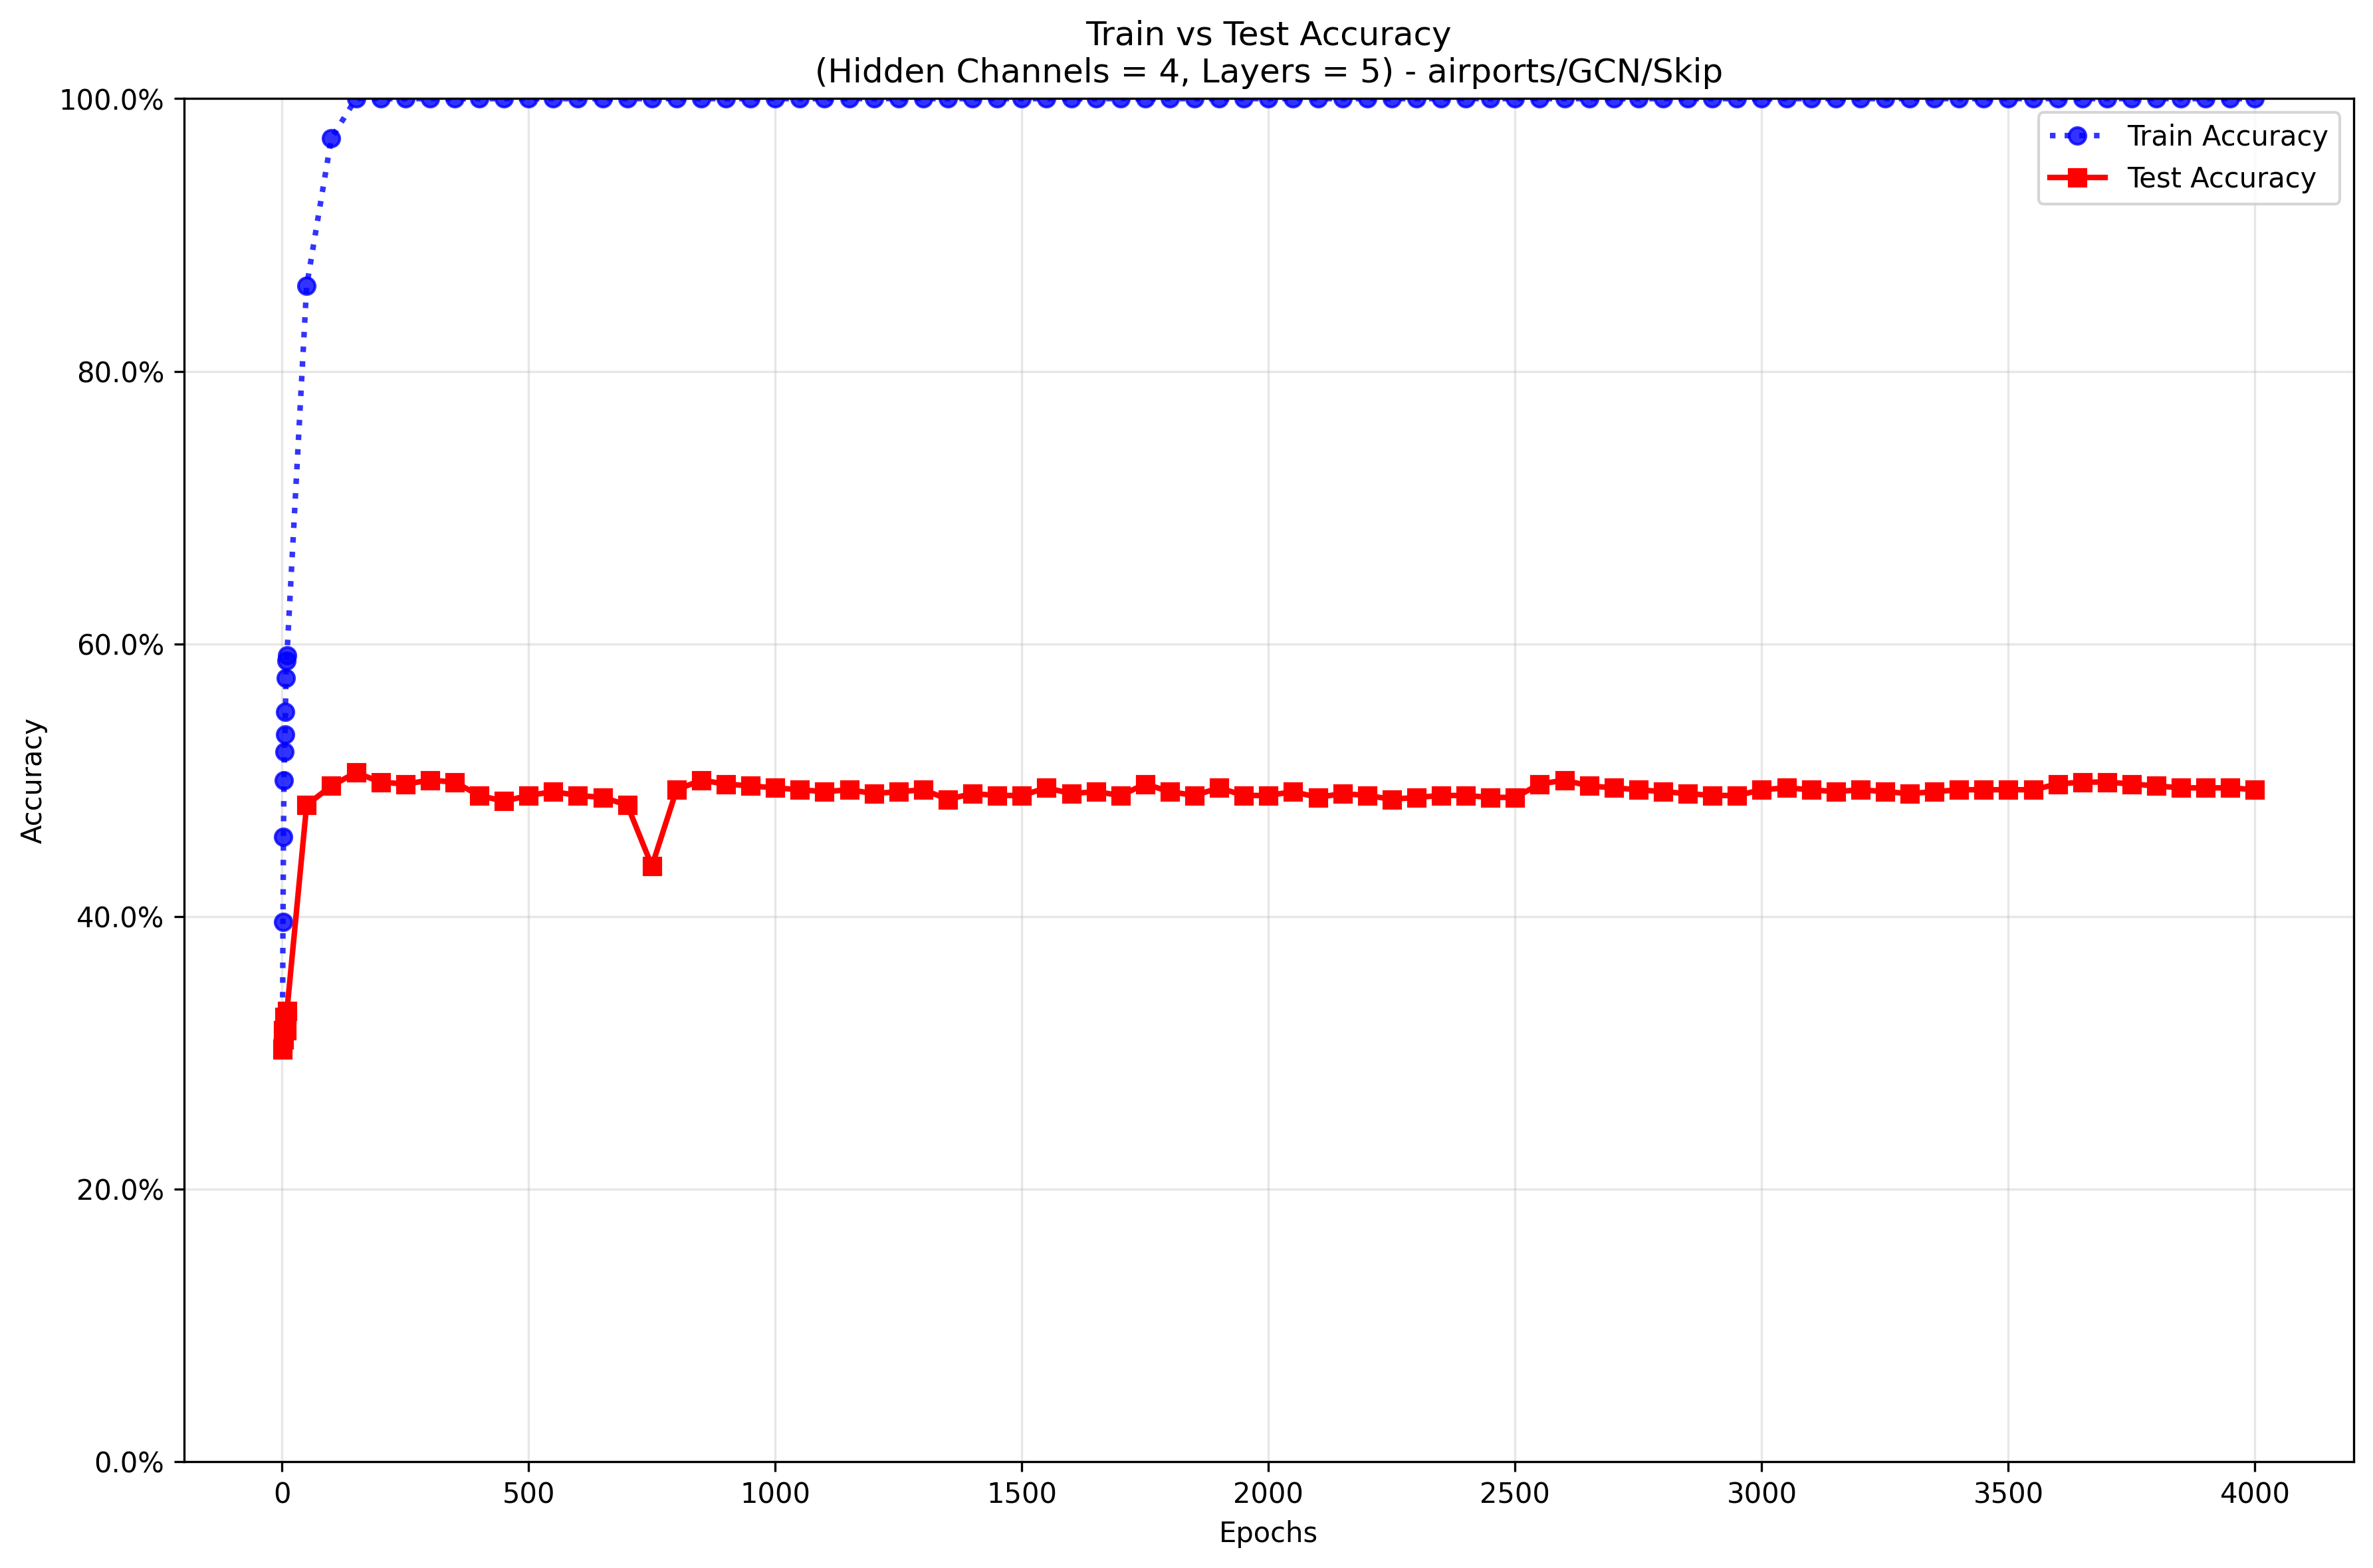 Train vs Test Accuracy
(Hidden Channels = 4, Layers = 5) - airports/GCN/Skip
100.0%
80.0%
60.0%
40.0%
20.0%
0.0%
Accuracy
Train Accuracy
Test Accuracy
0 500 1000 1500 2000 2500 3000 3500 4000
Epochs